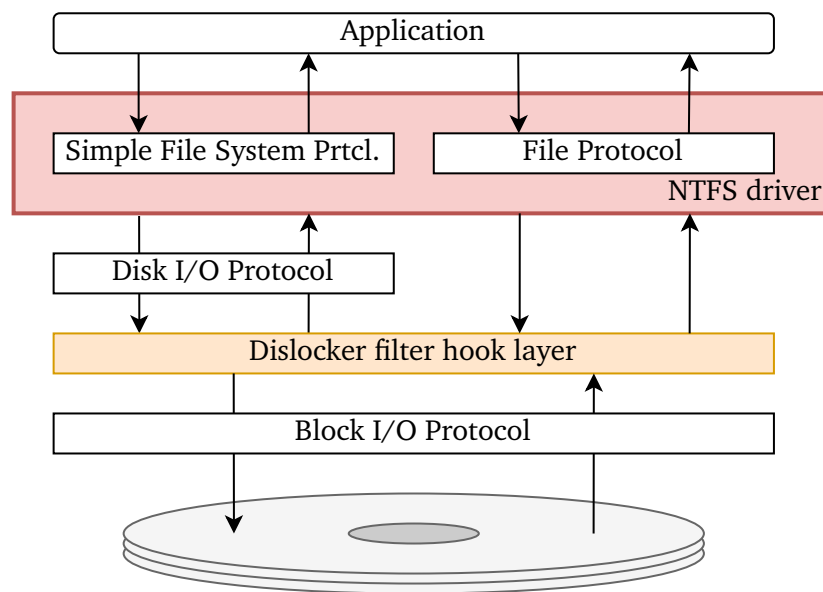 Application
Simple File System Prtcl.
File Protocol
NTFS driver
Disk I/O Protocol
Dislocker filter hook layer
Block I/O Protocol